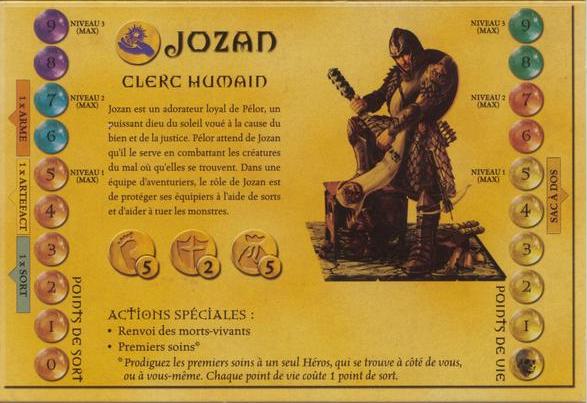 JOZAN
CLERC HUMAIN
Jozan est un adorateur loyal de Pélor, un
puissant dieu du soleil voué à la cause du
bien et de la justice. Pélor attend de Jozan
qu'il le serve en combattant les créatures
du mal où qu'elles se trouvent. Dans une
équipe d'aventuriers, le rôle de Jozan est
de protéger ses équipiers à l'aide de sorts
et d'aider à tuer les monstres.
5 2 5
ACTIONS SPÉCIALES :
• Renvoi des morts-vivants
• Premiers soins*
*Prodiguez les premiers soins à un seul Héros, qui se trouve à côté de vous,
ou à vous-même. Chaque point de vie coûte 1 point de sort.
9 NIVEAU 3
(MAX)
8
7 NIVEAU 2
(MAX)
6
5 NIVEAU 1
(MAX)
4
3
2
1
0
POINTS DE SORT
1 x ARME
1 x ARTEFACT
1 x SORT
NIVEAU 3 9
(MAX)
8
NIVEAU 2 7
(MAX)
6
NIVEAU 1 5
(MAX)
4
3
2
1
POINTS DE VIE
SAC À DOS